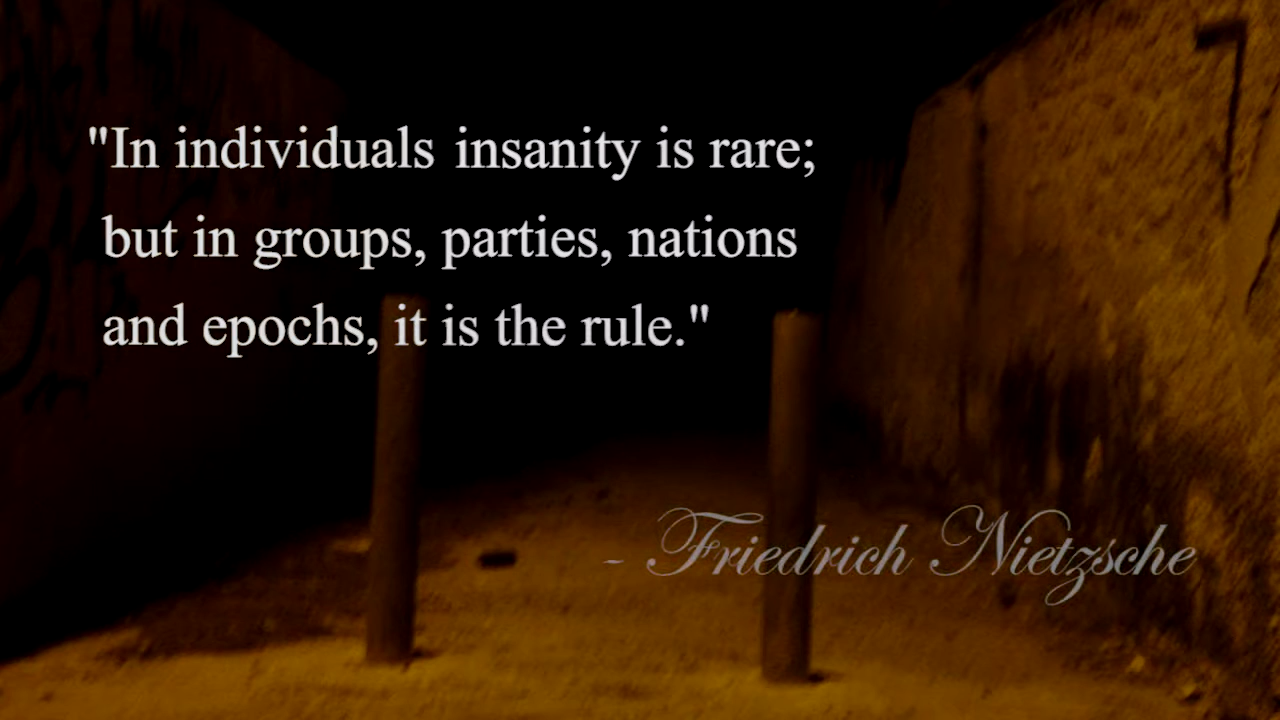 "In individuals insanity is rare;
but in groups, parties, nations
and epochs, it is the rule."
- Friedrich Nietzsche